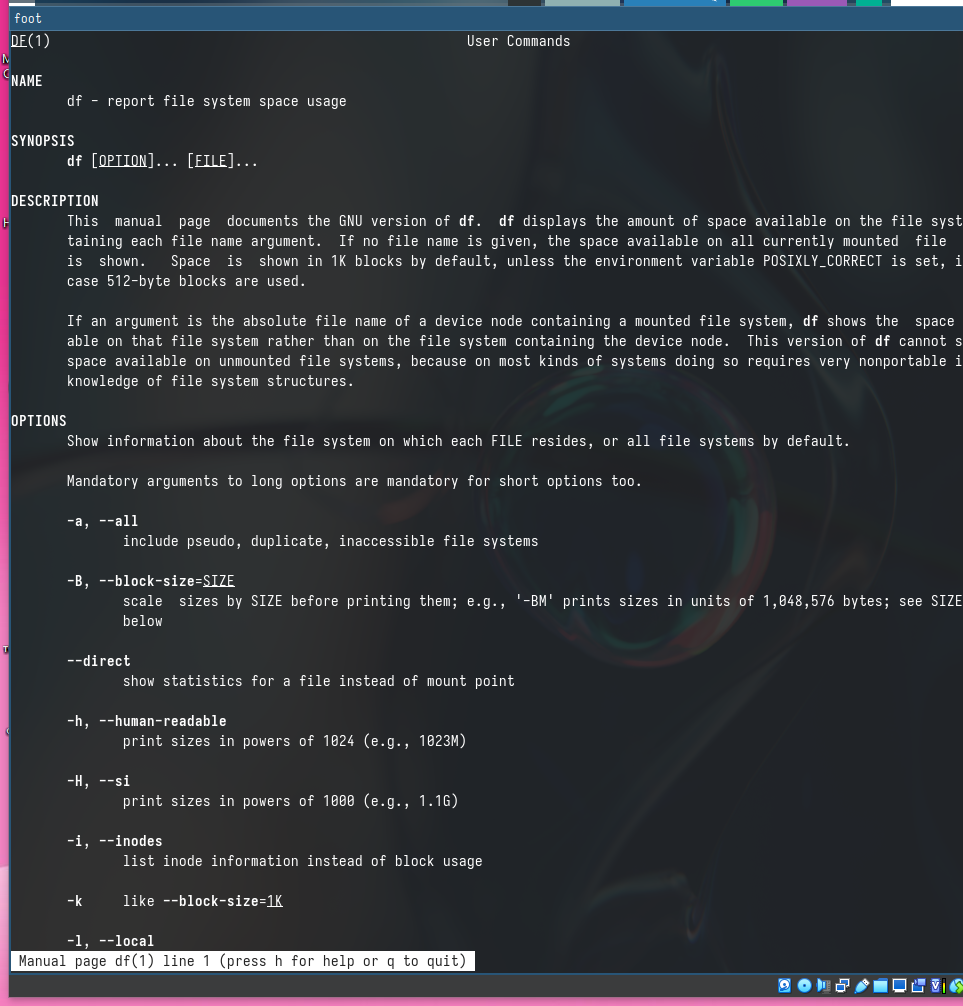 foot
DF(1) User Commands
NAME
df - report file system space usage
SYNOPSIS
df [OPTION]... [FILE]...
DESCRIPTION
This manual page documents the GNU version of df. df displays the amount of space available on the file syst
taining each file name argument. If no file name is given, the space available on all currently mounted file
is shown. Space is shown in 1K blocks by default, unless the environment variable POSIXLY_CORRECT is set, i
case 512-byte blocks are used.
If an argument is the absolute file name of a device node containing a mounted file system, df shows the space
able on that file system rather than on the file system containing the device node. This version of df cannot s
space available on unmounted file systems, because on most kinds of systems doing so requires very nonportable i
knowledge of file system structures.
OPTIONS
Show information about the file system on which each FILE resides, or all file systems by default.
Mandatory arguments to long options are mandatory for short options too.
-a, --all
include pseudo, duplicate, inaccessible file systems
-B, --block-size=SIZE
scale sizes by SIZE before printing them; e.g., '-BM' prints sizes in units of 1,048,576 bytes; see SIZE
below
--direct
show statistics for a file instead of mount point
-h, --human-readable
print sizes in powers of 1024 (e.g., 1023M)
-H, --si
print sizes in powers of 1000 (e.g., 1.1G)
-i, --inodes
list inode information instead of block usage
-k like --block-size=1K
-l, --local
Manual page df(1) line 1 (press h for help or q to quit)